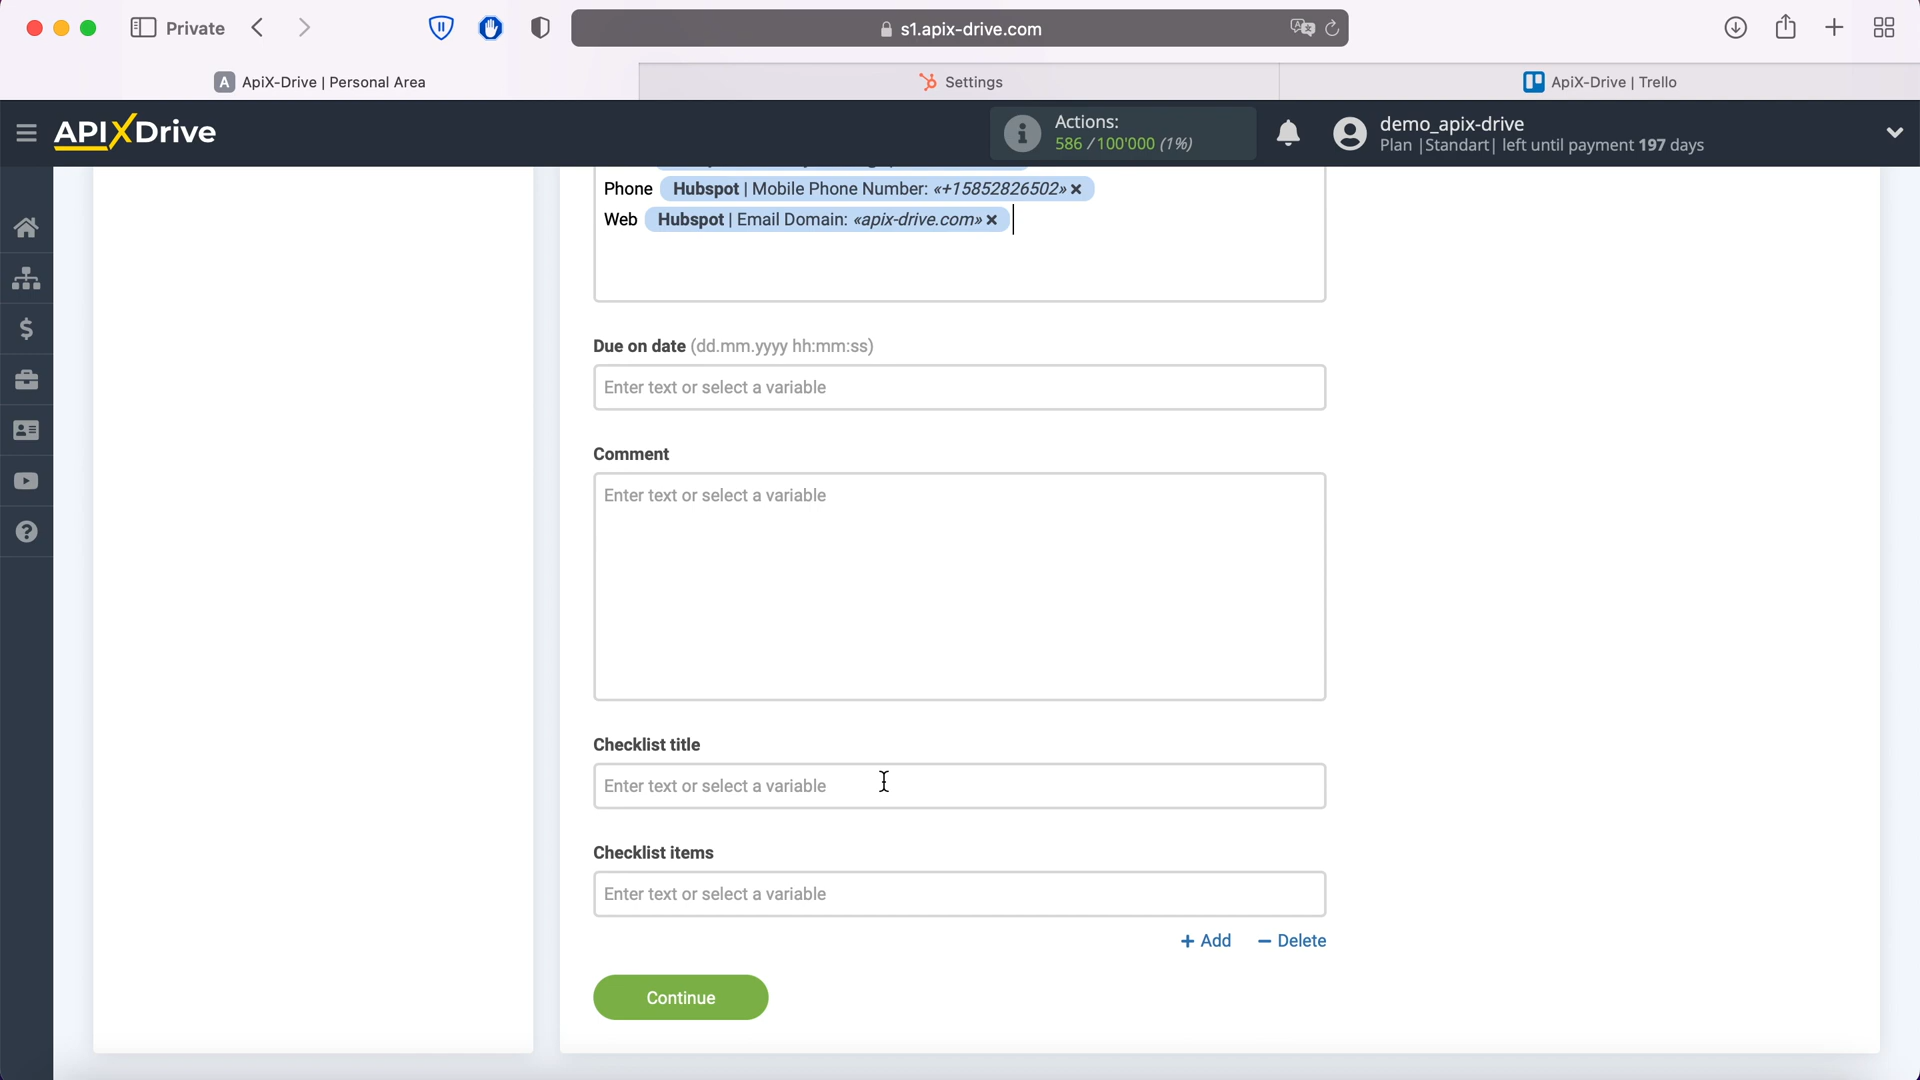 Private
s1.apix-drive.com
ApiX-Drive | Personal Area
Settings
ApiX-Drive | Trello
APIXDrive
Actions:
586 / 100'000 (1%)
demo_apix-drive
Plan |Standart| left until payment 197 days
Phone Hubspot | Mobile Phone Number: «+15852826502» ×
Web Hubspot | Email Domain: «apix-drive.com» ×
Due on date (dd.mm.yyyy hh:mm:ss)
Enter text or select a variable
Comment
Enter text or select a variable
Checklist title
Enter text or select a variable
Checklist items
Enter text or select a variable
+ Add − Delete
Continue